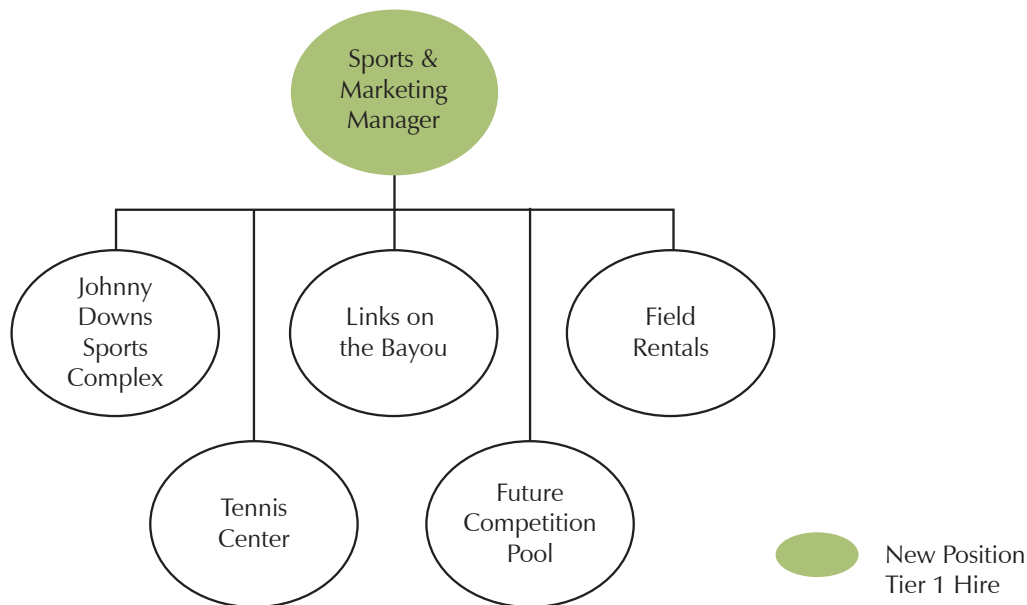 Sports &
Marketing
Manager
Johnny
Downs
Sports
Complex
Links on
the Bayou
Field
Rentals
Tennis
Center
Future
Competition
Pool
New Position
Tier 1 Hire